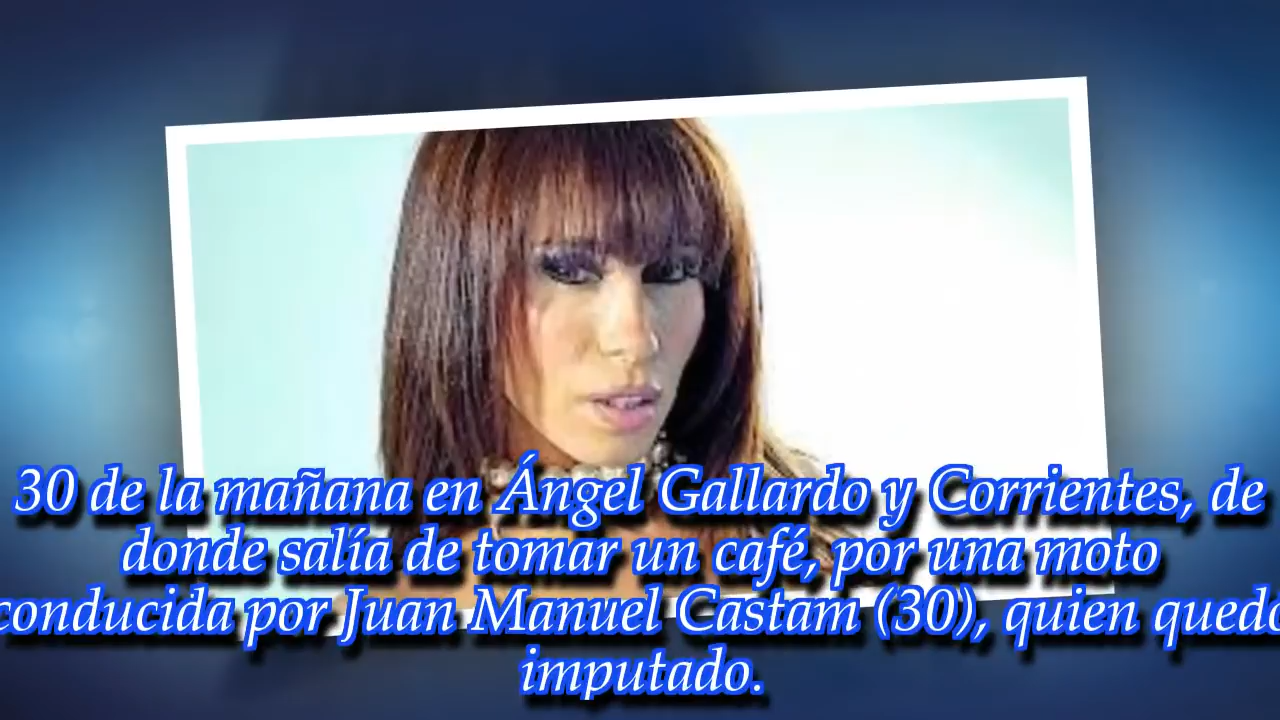 30 de la mañana en Ángel Gallardo y Corrientes, de
donde salía de tomar un café, por una moto
conducida por Juan Manuel Castam (30), quien quedo
imputado.